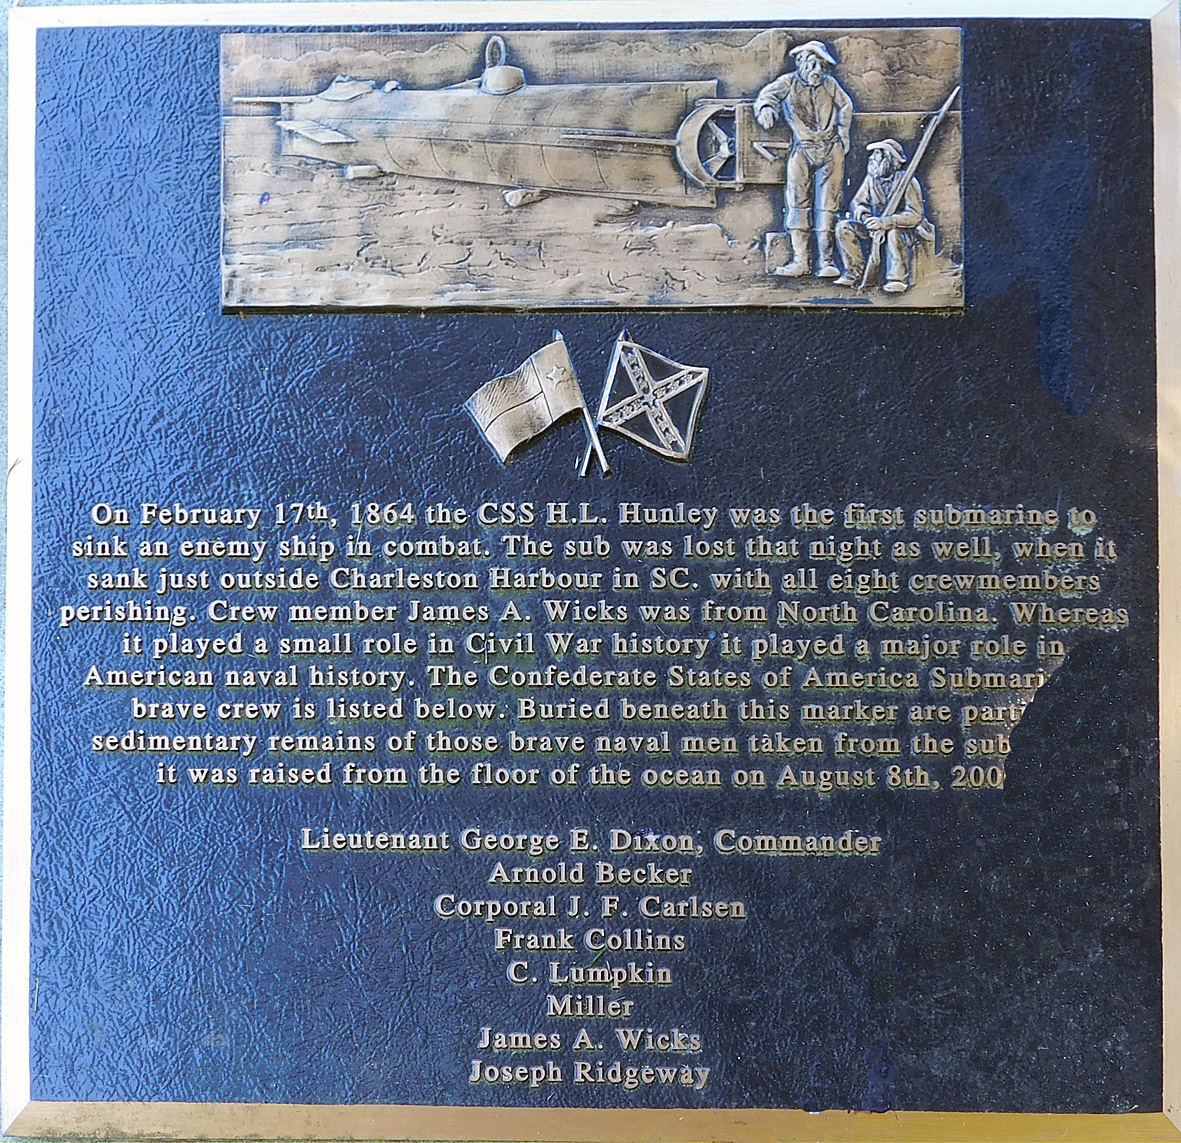 On February 17th, 1864 the CSS H.L. Hunley was the first submarine to
sink an enemy ship in combat. The sub was lost that night as well, when it
sank just outside Charleston Harbour in SC. with all eight crewmembers
perishing. Crew member James A. Wicks was from North Carolina. Whereas
it played a small role in Civil War history it played a major role in
American naval history. The Confederate States of America Submari
brave crew is listed below. Buried beneath this marker are part
sedimentary remains of those brave naval men taken from the sub
it was raised from the floor of the ocean on August 8th, 200
Lieutenant George E. Dixon, Commander
Arnold Becker
Corporal J. F. Carlsen
Frank Collins
C. Lumpkin
Miller
James A. Wicks
Joseph Ridgeway